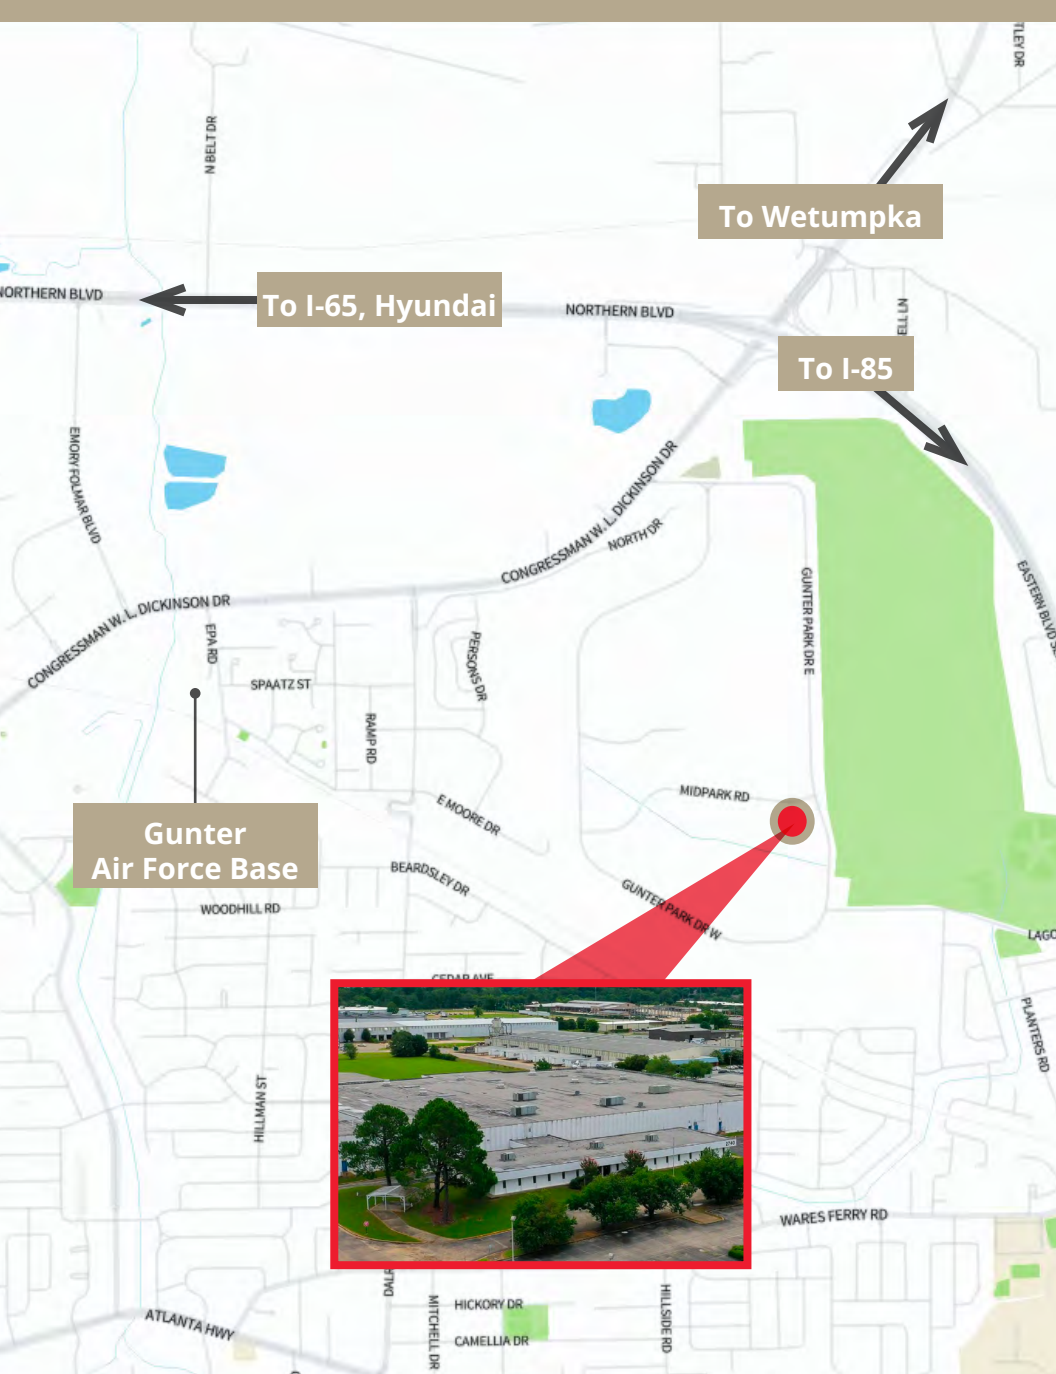 TLEY DR
N BELT DR
To Wetumpka
NORTHERN BLVD
To I-65, Hyundai
NORTHERN BLVD
To I-85
EMORY FOLMAR BLVD
CONGRESSMAN W. L. DICKINSON DR
NORTH DR
GUNTER PARK DR E
EASTERN BLVD
CONGRESSMAN W. L. DICKINSON DR
EPA RD
PERSONS DR
SPAATZ ST
RAMP RD
MIDPARK RD
E MOORE DR
Gunter
Air Force Base
BEARDSLEY DR
GUNTER PARK DR W
WOODHILL RD
LAGO
CEDAR AVE
PLANTERS RD
HILLMAN ST
WARES FERRY RD
HICKORY DR
MITCHELL DR
HILLSIDE RD
ATLANTA HWY
CAMELLIA DR